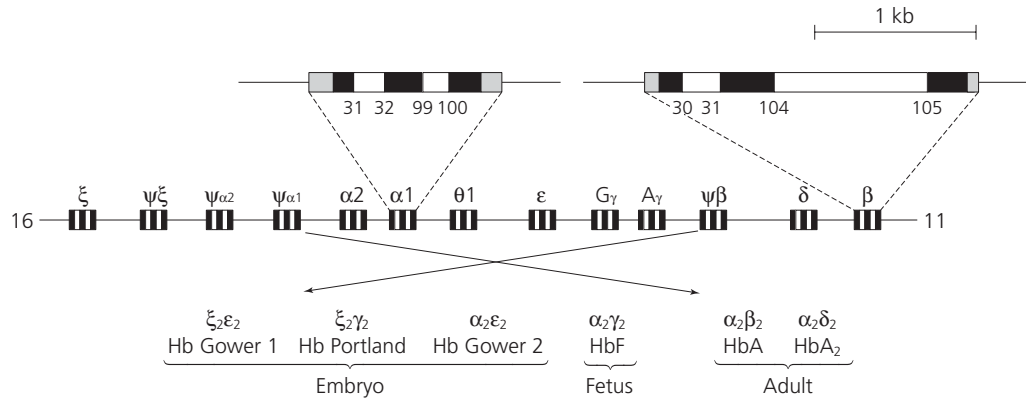 1 kb
31 32 99 100 30 31 104 105
ξ ψξ ψα2 ψα1 α2 α1 θ1 ε Gγ Aγ ψβ δ β
16 11
ξ₂ε₂ ξ₂γ₂ α₂ε₂ α₂γ₂ α₂β₂ α₂δ₂
Hb Gower 1 Hb Portland Hb Gower 2 HbF HbA HbA₂
Embryo Fetus Adult